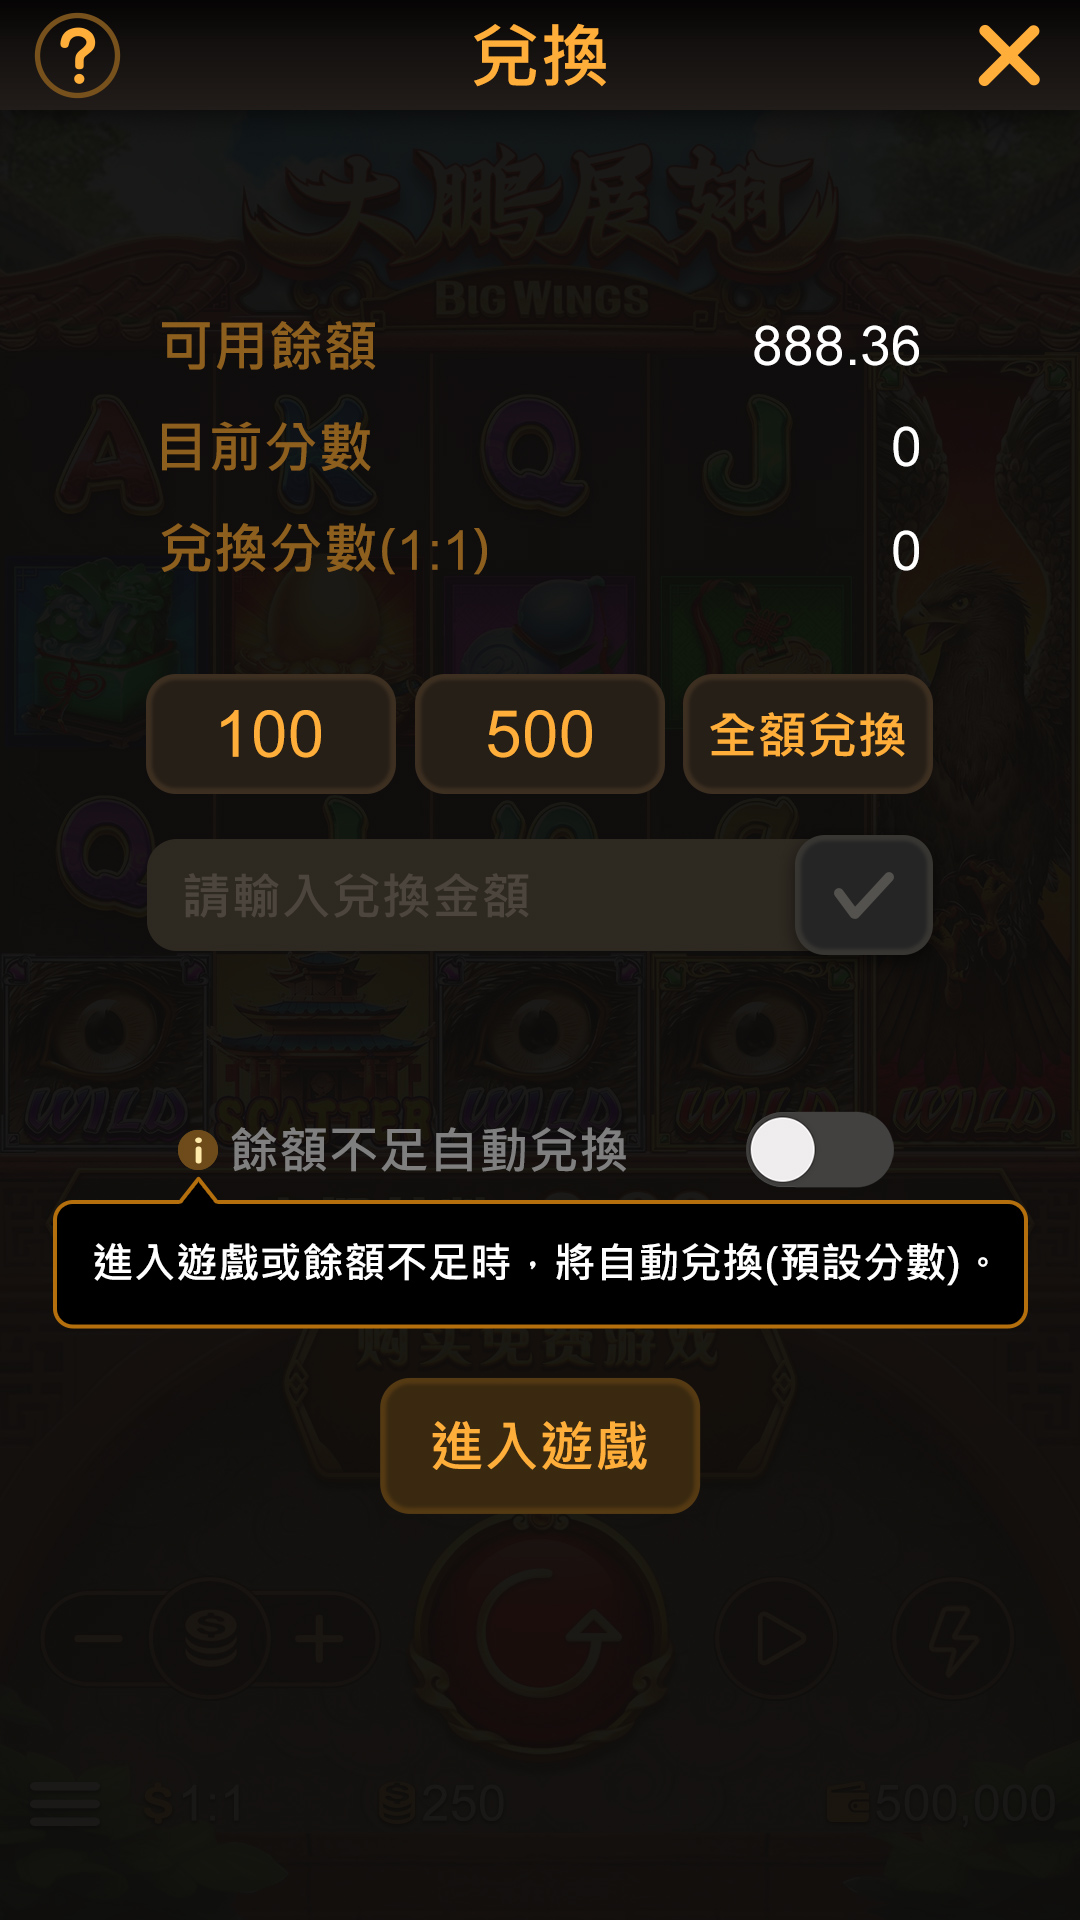 兌換
大鵬展翅
BIG WINGS
可用餘額 888.36
目前分數 0
兌換分數(1:1) 0
A K Q J
100 500 全額兌換
Q J 10 9
請輸入兌換金額
WILD SCATTER WILD WILD WILD
餘額不足自動兌換
進入遊戲或餘額不足時，將自動兌換(預設分數)。
购买免费游戏
進入遊戲
1:1 250 500,000